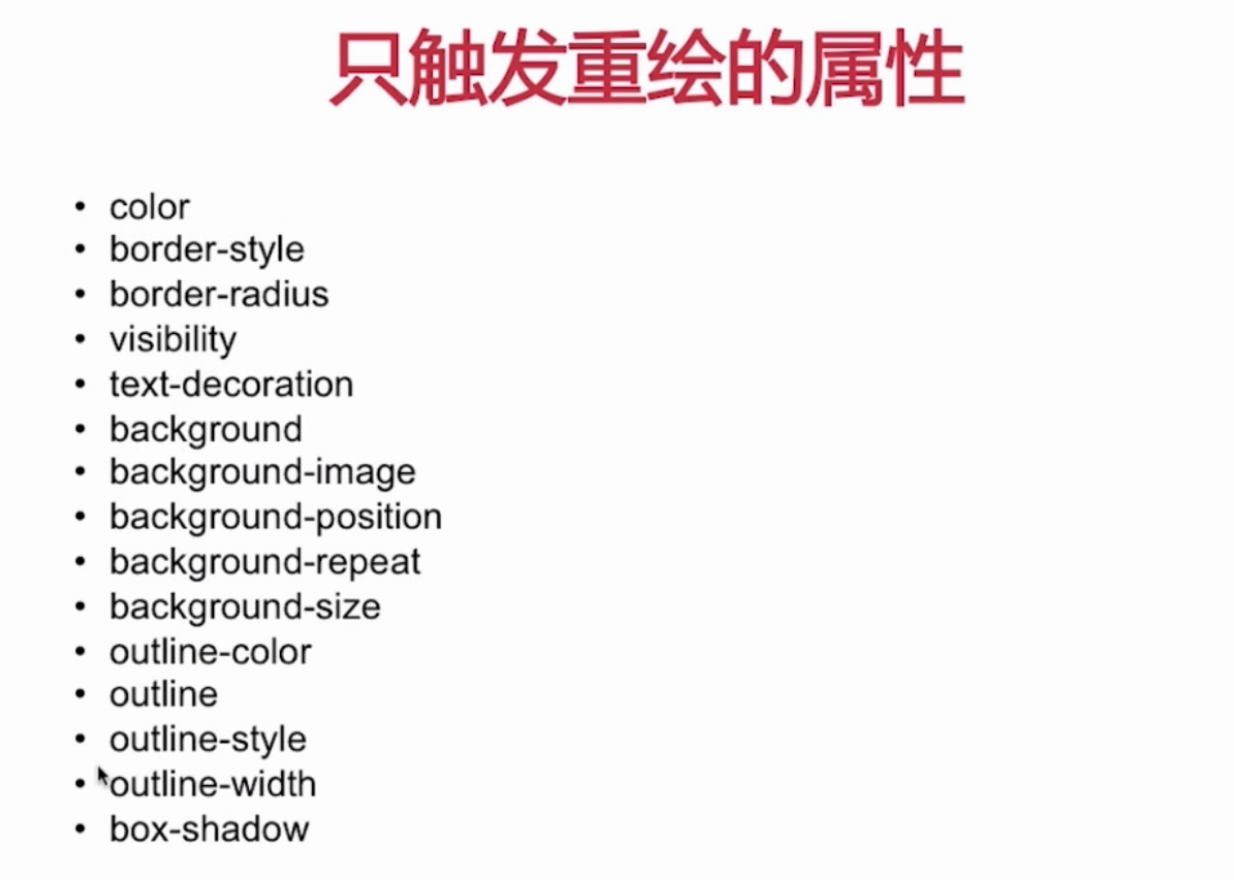 只触发重绘的属性
• color
• border-style
• border-radius
• visibility
• text-decoration
• background
• background-image
• background-position
• background-repeat
• background-size
• outline-color
• outline
• outline-style
• outline-width
• box-shadow